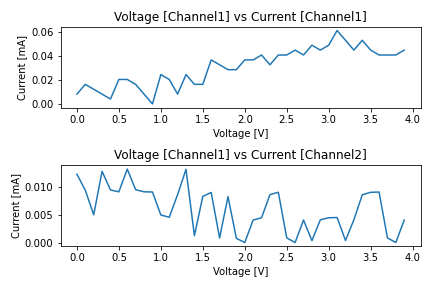 Voltage [Channel1] vs Current [Channel1]
0.06
0.04
0.02
0.00
Current [mA]
0.0 0.5 1.0 1.5 2.0 2.5 3.0 3.5 4.0
Voltage [V]
Voltage [Channel1] vs Current [Channel2]
0.010
0.005
0.000
Current [mA]
0.0 0.5 1.0 1.5 2.0 2.5 3.0 3.5 4.0
Voltage [V]